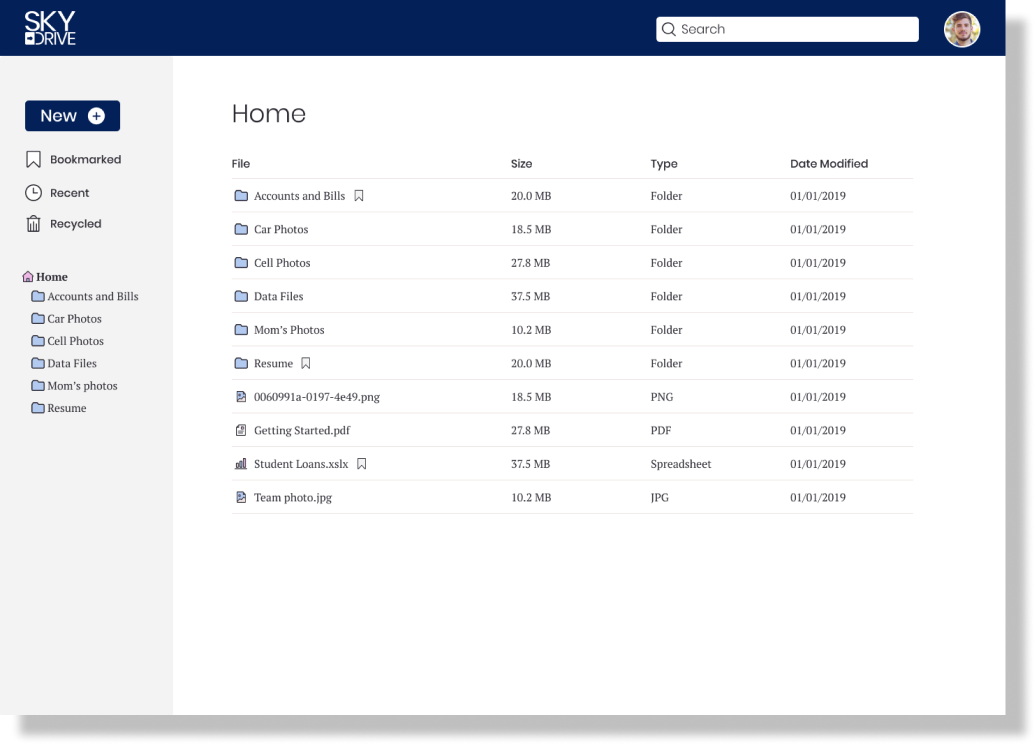 SKY
DRIVE
Search
New
Bookmarked
Recent
Recycled
Home
Accounts and Bills
Car Photos
Cell Photos
Data Files
Mom's photos
Resume
Home
File Size Type Date Modified
Accounts and Bills 20.0 MB Folder 01/01/2019
Car Photos 18.5 MB Folder 01/01/2019
Cell Photos 27.8 MB Folder 01/01/2019
Data Files 37.5 MB Folder 01/01/2019
Mom's Photos 10.2 MB Folder 01/01/2019
Resume 20.0 MB Folder 01/01/2019
0060991a-0197-4e49.png 18.5 MB PNG 01/01/2019
Getting Started.pdf 27.8 MB PDF 01/01/2019
Student Loans.xslx 37.5 MB Spreadsheet 01/01/2019
Team photo.jpg 10.2 MB JPG 01/01/2019